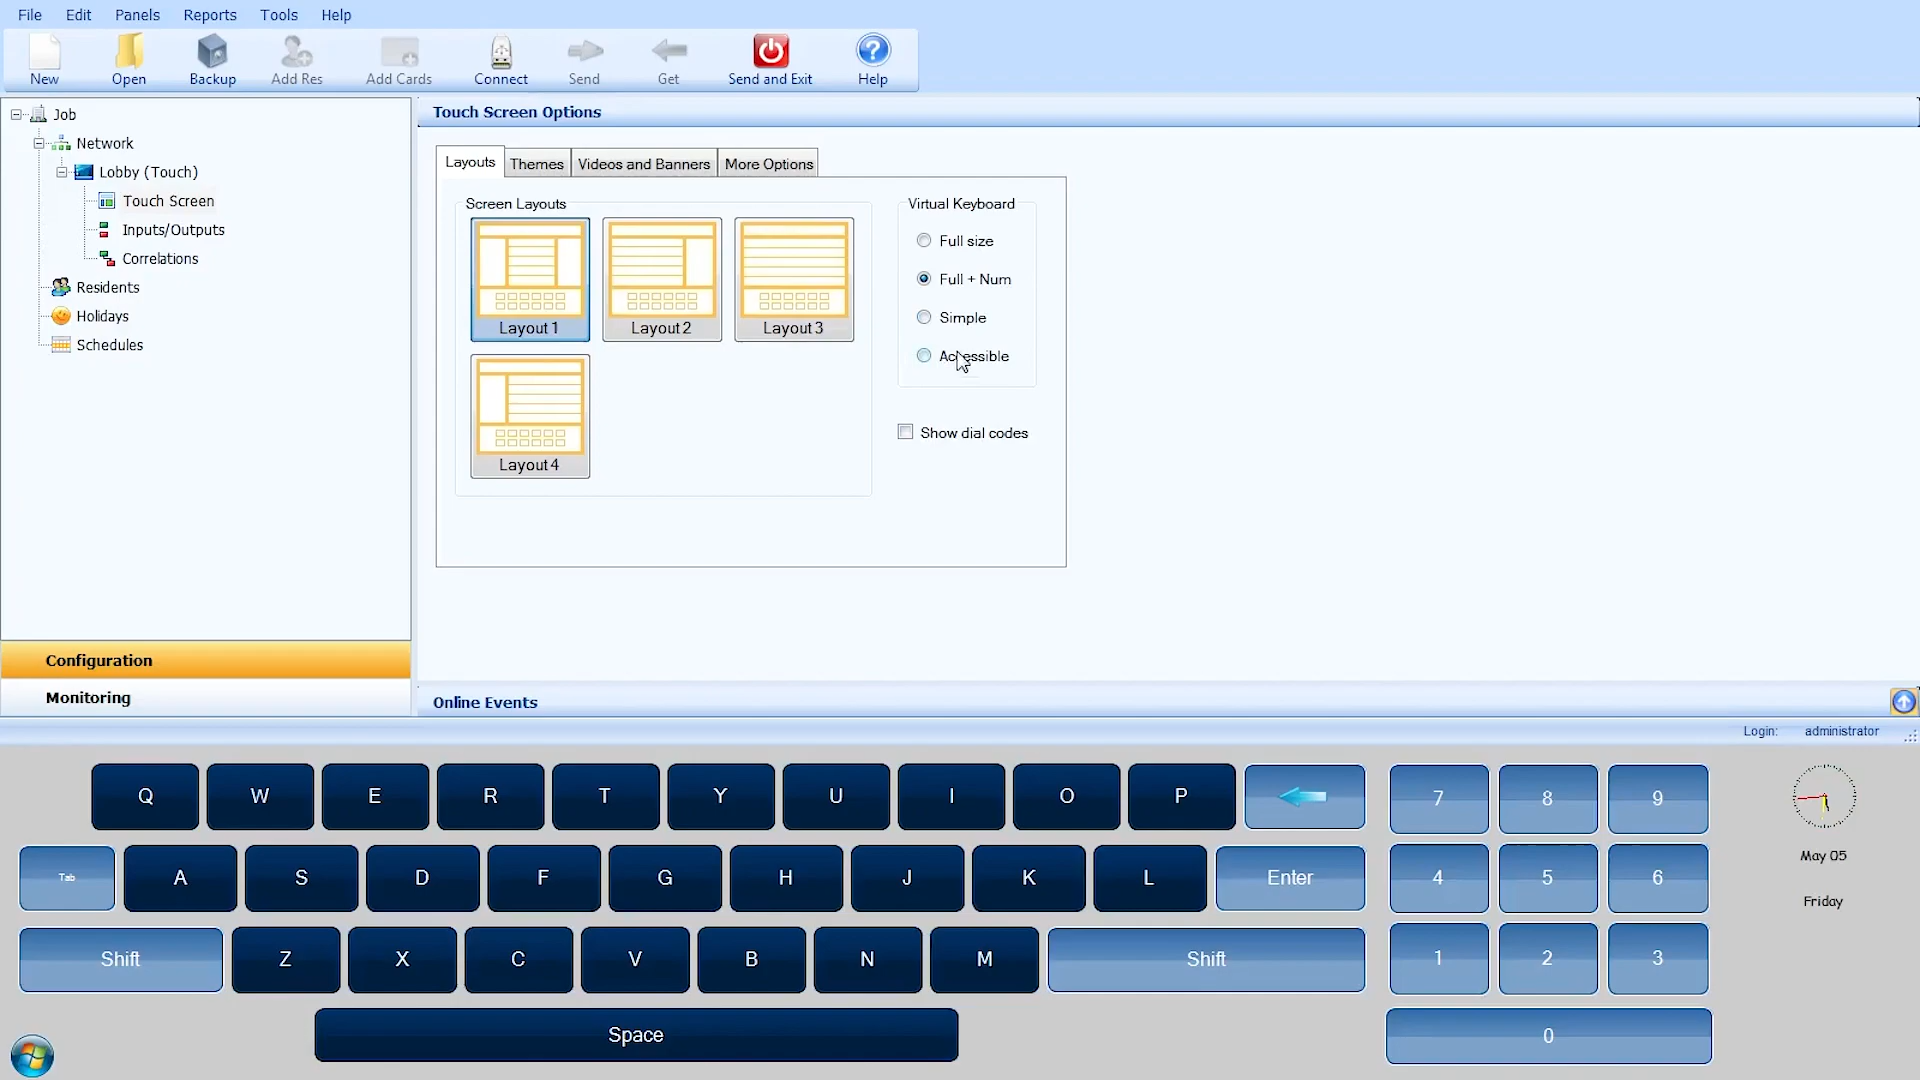 File Edit Panels Reports Tools Help
New Open Backup Add Res Add Cards Connect Send Get Send and Exit Help
Job
Network
Lobby (Touch)
Touch Screen
Inputs/Outputs
Correlations
Residents
Holidays
Schedules
Configuration
Monitoring
Touch Screen Options
Layouts Themes Videos and Banners More Options
Screen Layouts
Layout 1 Layout 2 Layout 3
Layout 4
Virtual Keyboard
Full size
Full + Num
Simple
Accessible
Show dial codes
Online Events
Login: administrator
Q W E R T Y U I O P 7 8 9
Tab A S D F G H J K L Enter 4 5 6
Shift Z X C V B N M Shift 1 2 3
Space 0
May 05
Friday